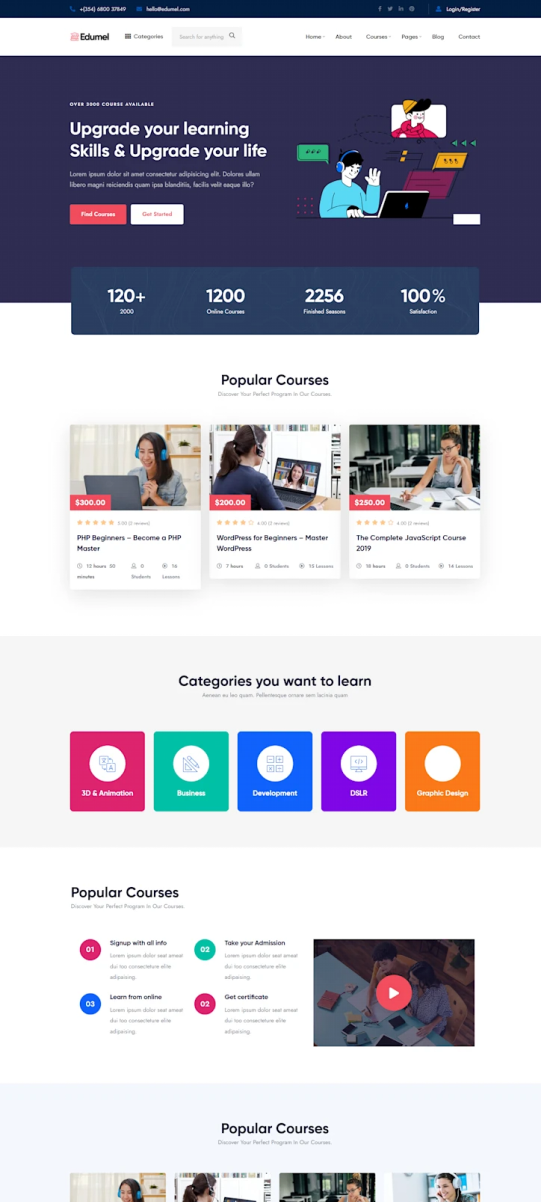 +(354) 6800 37849 hello@edumel.com Login/Register
Edumel Categories Search for anything Home About Courses Pages Blog Contact
OVER 2000 COURSE AVAILABLE
Upgrade your learning
Skills & Upgrade your life
Lorem ipsum dolor sit amet consectetur adipisicing elit. Dolores ullam
libero magni reiciendis quam ipsa blanditiis, facilis velit eaque illo?
Find Courses Get Started
120+ 1200 2256 100%
2000 Online Courses Finished Seasons Satisfaction
Popular Courses
Discover Your Perfect Program In Our Courses.
$300.00 $200.00 $250.00
5.00 (2 reviews) 4.00 (2 reviews) 4.00 (2 reviews)
PHP Beginners – Become a PHP
Master
WordPress for Beginners – Master
WordPress
The Complete JavaScript Course
2019
12 hours 30
minutes
0
Students
16
Lessons
7 hours 0 Students 15 Lessons
18 hours 0 Students 14 Lessons
Categories you want to learn
Aenean eu leo quam. Pellentesque ornare sem lacinia quam
3D & Animation Business Development DSLR Graphic Design
Popular Courses
Discover Your Perfect Program In Our Courses.
01 Signup with all info
Lorem ipsum dolor seat ameat
dui too consecteture elite
adipaising.
02 Take your Admission
Lorem ipsum dolor seat ameat
dui too consecteture elite
adipaising.
03 Learn from online
Lorem ipsum dolor seat ameat
dui too consecteture elite
adipaising.
02 Get certificate
Lorem ipsum dolor seat ameat
dui too consecteture elite
adipaising.
Popular Courses
Discover Your Perfect Program In Our Courses.